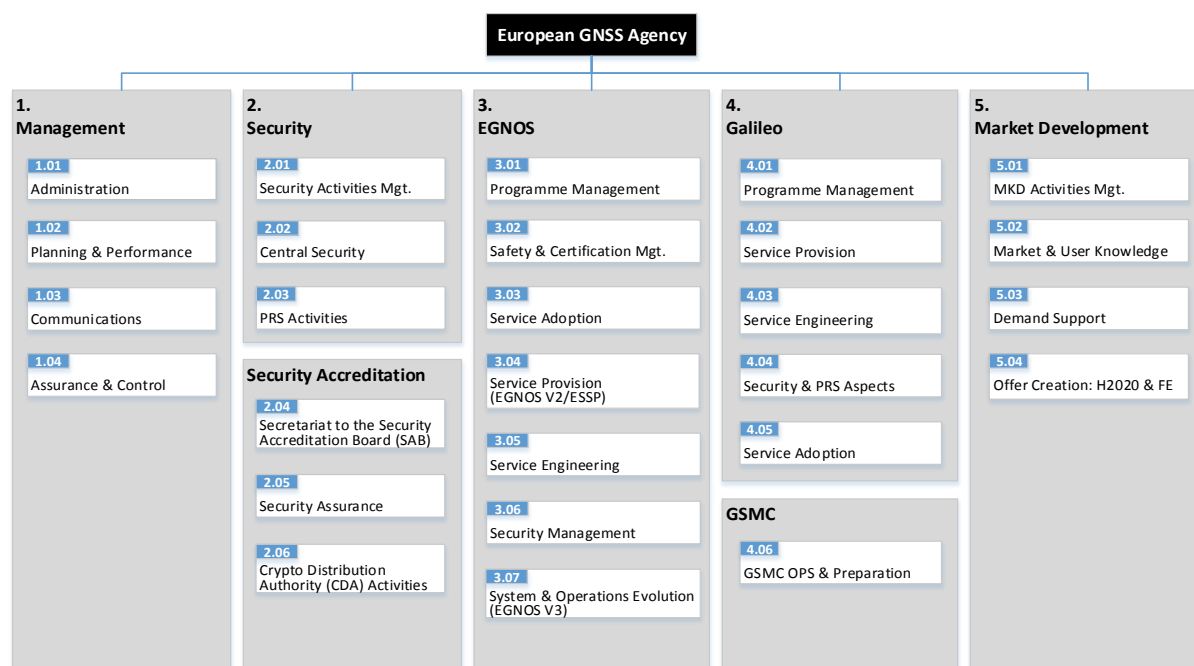 European GNSS Agency
1.
Management
1.01
Administration
1.02
Planning & Performance
1.03
Communications
1.04
Assurance & Control
2.
Security
2.01
Security Activities Mgt.
2.02
Central Security
2.03
PRS Activities
Security Accreditation
2.04
Secretariat to the Security
Accreditation Board (SAB)
2.05
Security Assurance
2.06
Crypto Distribution
Authority (CDA) Activities
3.
EGNOS
3.01
Programme Management
3.02
Safety & Certification Mgt.
3.03
Service Adoption
3.04
Service Provision
(EGNOS V2/ESSP)
3.05
Service Engineering
3.06
Security Management
3.07
System & Operations Evolution
(EGNOS V3)
4.
Galileo
4.01
Programme Management
4.02
Service Provision
4.03
Service Engineering
4.04
Security & PRS Aspects
4.05
Service Adoption
GSMC
4.06
GSMC OPS & Preparation
5.
Market Development
5.01
MKD Activities Mgt.
5.02
Market & User Knowledge
5.03
Demand Support
5.04
Offer Creation: H2020 & FE